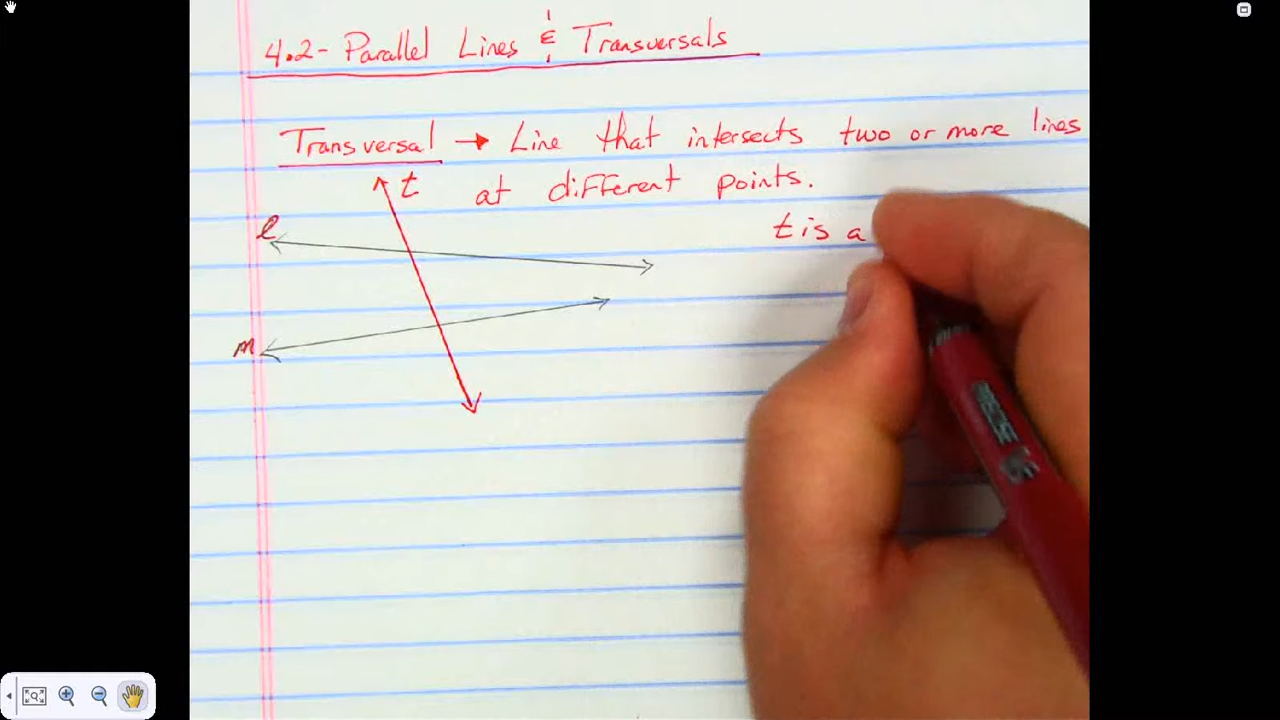 4.2- Parallel Lines & Transversals
Transversal → Line that intersects two or more lines
at different points.
t
t is a
l
m